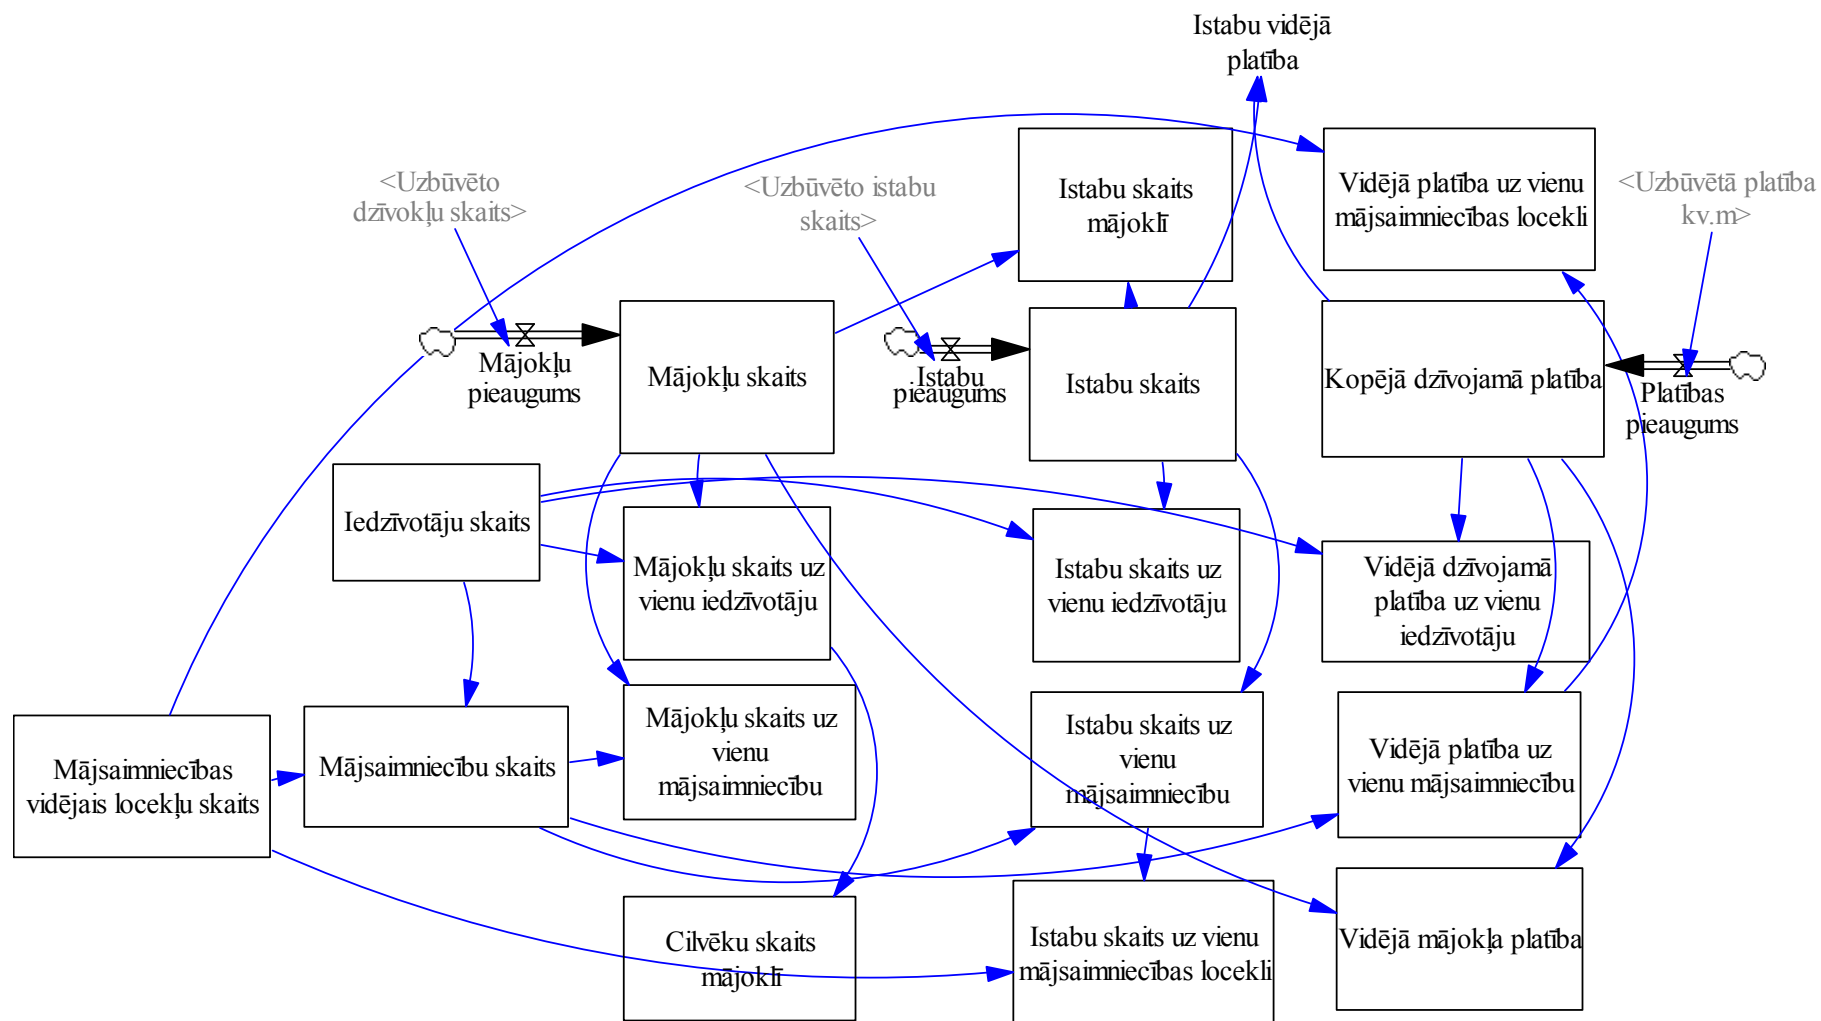 Istabu vidējā
platība
<Uzbūvēto
dzīvokļu skaits>
<Uzbūvēto istabu
skaits>
Istabu skaits
mājoklī
Vidējā platība uz vienu
mājsaimniecības locekli
<Uzbūvētā platība
kv.m>
Mājokļu
pieaugums
Mājokļu skaits
Istabu
pieaugums
Istabu skaits
Kopējā dzīvojamā platība
Platības
pieaugums
Iedzīvotāju skaits
Mājokļu skaits uz
vienu iedzīvotāju
Istabu skaits uz
vienu iedzīvotāju
Vidējā dzīvojamā
platība uz vienu
iedzīvotāju
Mājsaimniecības
vidējais locekļu skaits
Mājsaimniecību skaits
Mājokļu skaits uz
vienu
mājsaimniecību
Istabu skaits uz
vienu
mājsaimniecību
Vidējā platība uz
vienu mājsaimniecību
Cilvēku skaits
mājoklī
Istabu skaits uz vienu
mājsaimniecības locekli
Vidējā mājokļa platība